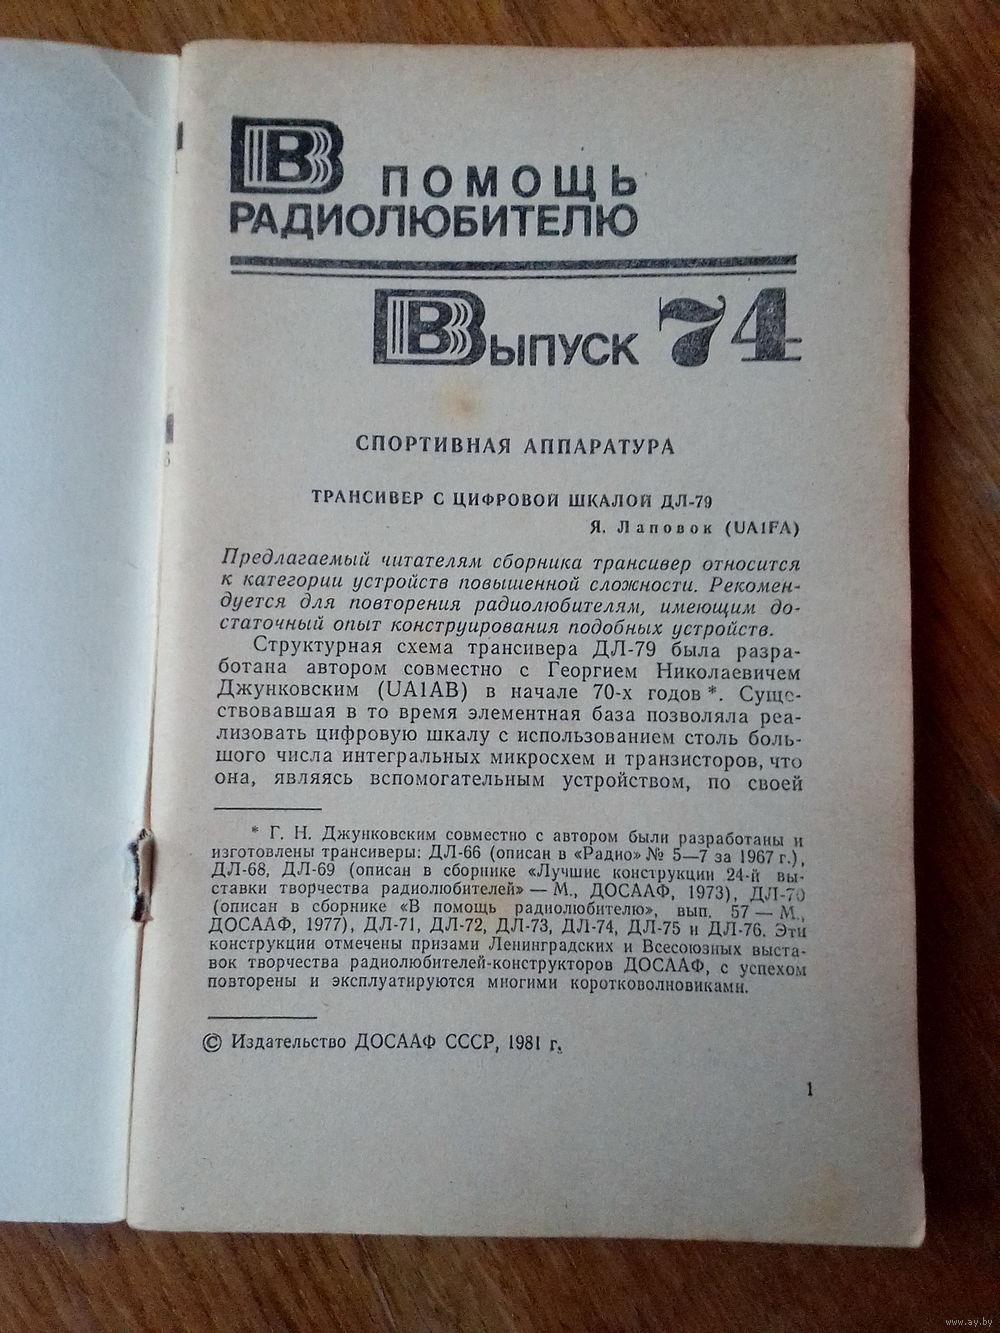 В ПОМОЩЬ
РАДИОЛЮБИТЕЛЮ
Выпуск 74
СПОРТИВНАЯ АППАРАТУРА
ТРАНСИВЕР С ЦИФРОВОЙ ШКАЛОЙ ДЛ-79
Я. Лаповок (UA1FA)
Предлагаемый читателям сборника трансивер относится
к категории устройств повышенной сложности. Рекомен-
дуется для повторения радиолюбителям, имеющим до-
статочный опыт конструирования подобных устройств.
Структурная схема трансивера ДЛ-79 была разра-
ботана автором совместно с Георгием Николаевичем
Джунковским (UA1AB) в начале 70-х годов*. Суще-
ствовавшая в то время элементная база позволяла реа-
лизовать цифровую шкалу с использованием столь боль-
шого числа интегральных микросхем и транзисторов, что
она, являясь вспомогательным устройством, по своей
* Г. Н. Джунковским совместно с автором были разработаны и
изготовлены трансиверы: ДЛ-66 (описан в «Радио» № 5—7 за 1967 г.),
ДЛ-68, ДЛ-69 (описан в сборнике «Лучшие конструкции 24-й вы-
ставки творчества радиолюбителей» — М., ДОСААФ, 1973), ДЛ-70
(описан в сборнике «В помощь радиолюбителю», вып. 57 — М.,
ДОСААФ, 1977), ДЛ-71, ДЛ-72, ДЛ-73, ДЛ-74, ДЛ-75 и ДЛ-76. Эти
конструкции отмечены призами Ленинградских и Всесоюзных выста-
вок творчества радиолюбителей-конструкторов ДОСААФ, с успехом
повторены и эксплуатируются многими коротковолновиками.
© Издательство ДОСААФ СССР, 1981 г.
1
www.ay.by